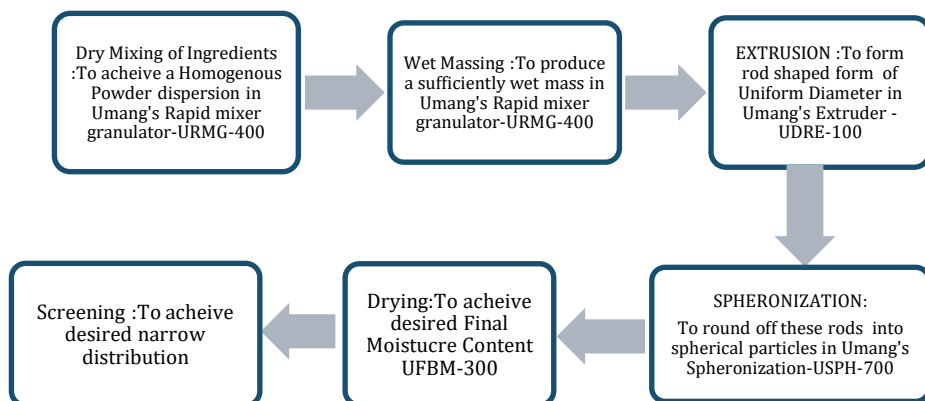 Dry Mixing of Ingredients
:To acheive a Homogenous
Powder dispersion in
Umang's Rapid mixer
granulator-URMG-400
Wet Massing :To produce
a sufficiently wet mass in
Umang's Rapid mixer
granulator-URMG-400
EXTRUSION :To form
rod shaped form of
Uniform Diameter in
Umang's Extruder -
UDRE-100
SPHERONIZATION:
To round off these rods into
spherical particles in Umang's
Spheronization-USPH-700
Drying:To acheive
desired Final
Moistucre Content
UFBM-300
Screening :To acheive
desired narrow
distribution